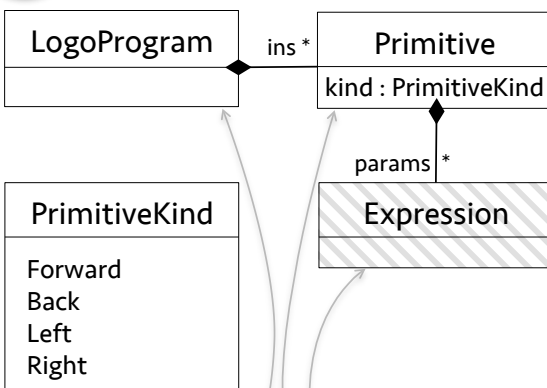 LogoProgram
ins *
Primitive
kind : PrimitiveKind
params *
PrimitiveKind
Expression
Forward
Back
Left
Right